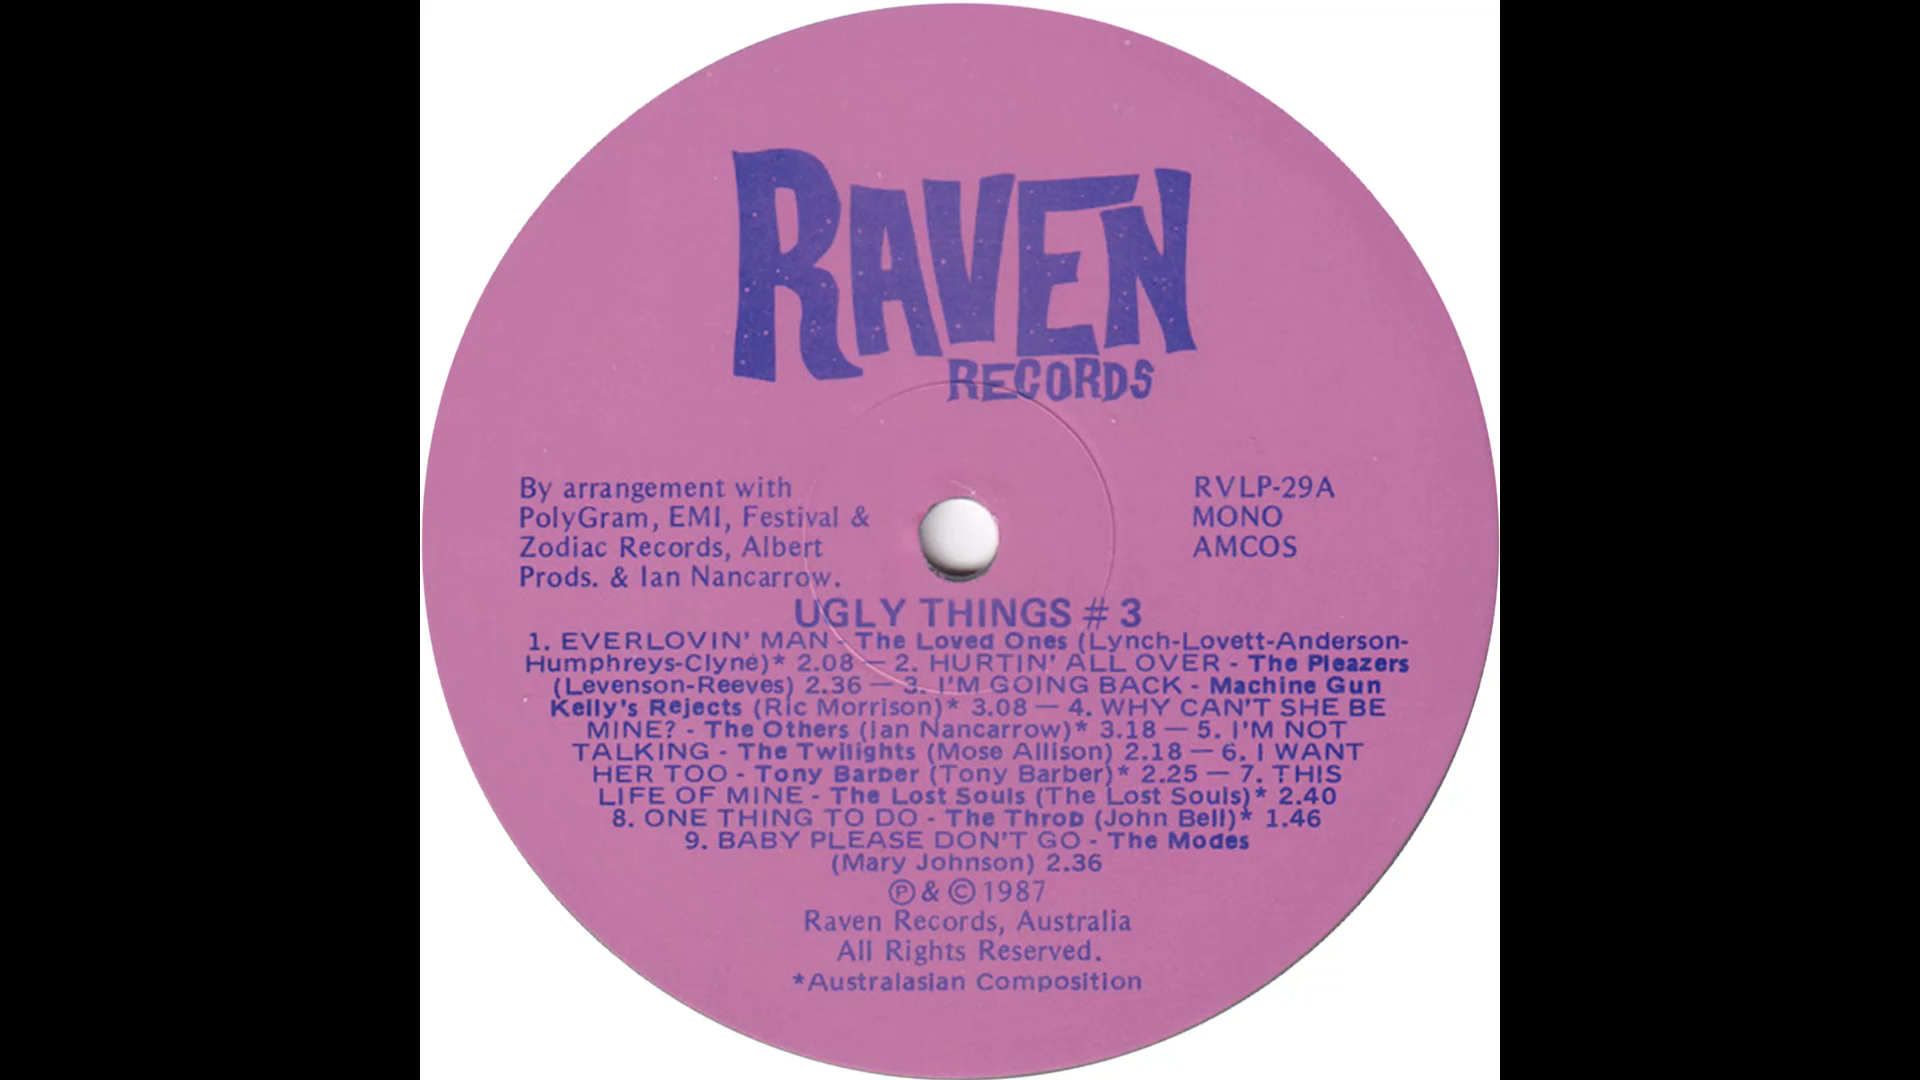 RAVEN
RECORDS
By arrangement with
PolyGram, EMI, Festival &
Zodiac Records, Albert
Prods. & Ian Nancarrow.
RVLP-29A
MONO
AMCOS
UGLY THINGS # 3
1. EVERLOVIN' MAN - The Loved Ones (Lynch-Lovett-Anderson-
Humphreys-Clyne)* 2.08 — 2. HURTIN' ALL OVER - The Pleazers
(Levenson-Reeves) 2.36 — 3. I'M GOING BACK - Machine Gun
Kelly's Rejects (Ric Morrison)* 3.08 — 4. WHY CAN'T SHE BE
MINE? - The Others (Ian Nancarrow)* 3.18 — 5. I'M NOT
TALKING - The Twilights (Mose Allison) 2.18 — 6. I WANT
HER TOO - Tony Barber (Tony Barber)* 2.25 — 7. THIS
LIFE OF MINE - The Lost Souls (The Lost Souls)* 2.40
8. ONE THING TO DO - The Throb (John Bell)* 1.46
9. BABY PLEASE DON'T GO - The Modes
(Mary Johnson) 2.36
Ⓟ & © 1987
Raven Records, Australia
All Rights Reserved.
*Australasian Composition